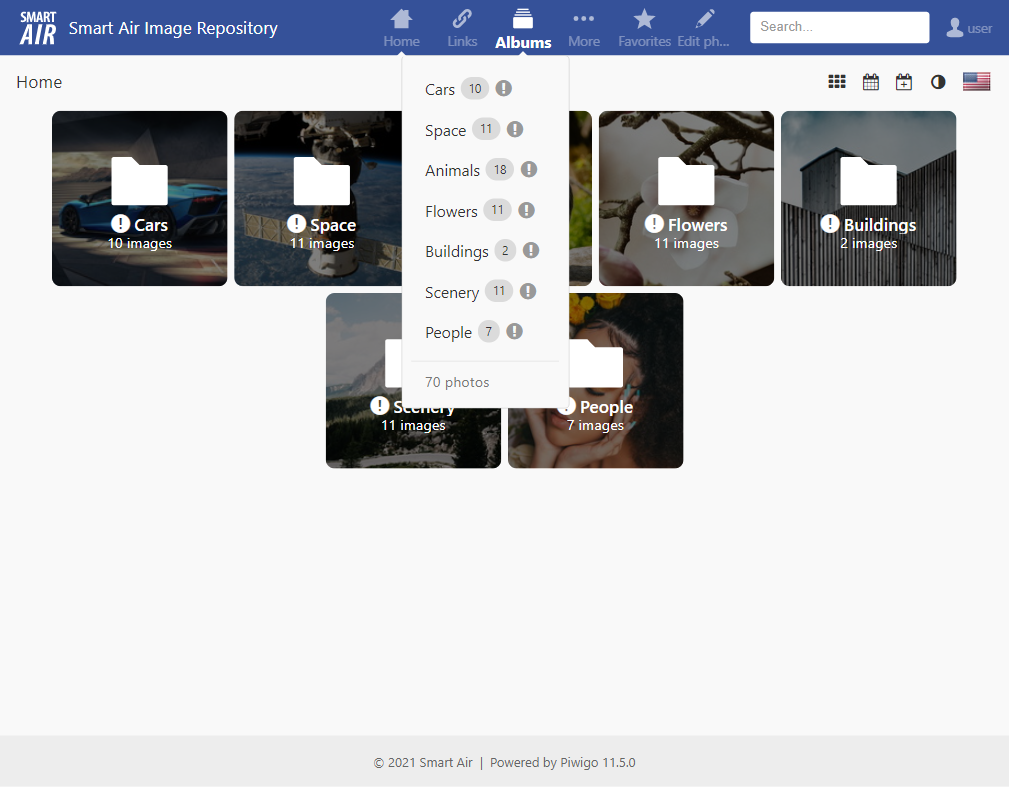 SMART
AIR
Smart Air Image Repository
Home
Links
Albums
More
Favorites
Edit ph...
Search...
user
Home
Cars 10
Space 11
Animals 18
Flowers 11
Buildings 2
Scenery 11
People 7
70 photos
Cars
10 images
Space
11 images
Flowers
11 images
Buildings
2 images
Scenery
11 images
People
7 images
© 2021 Smart Air | Powered by Piwigo 11.5.0